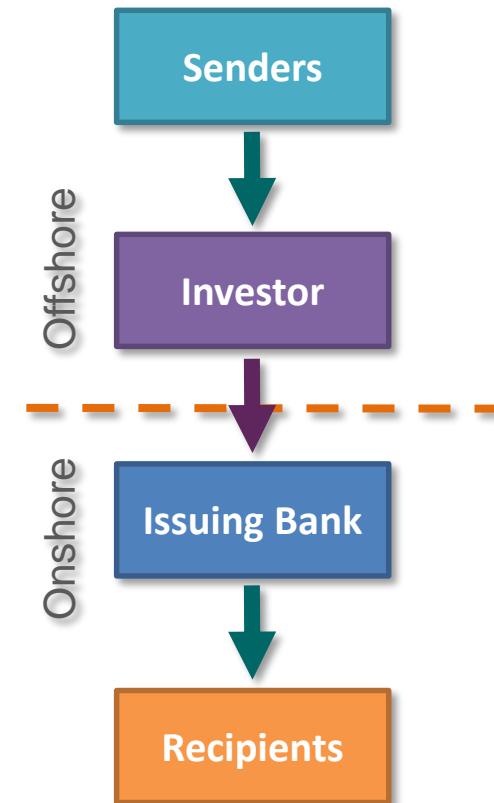 Senders
Offshore
Investor
Onshore
Issuing Bank
Recipients